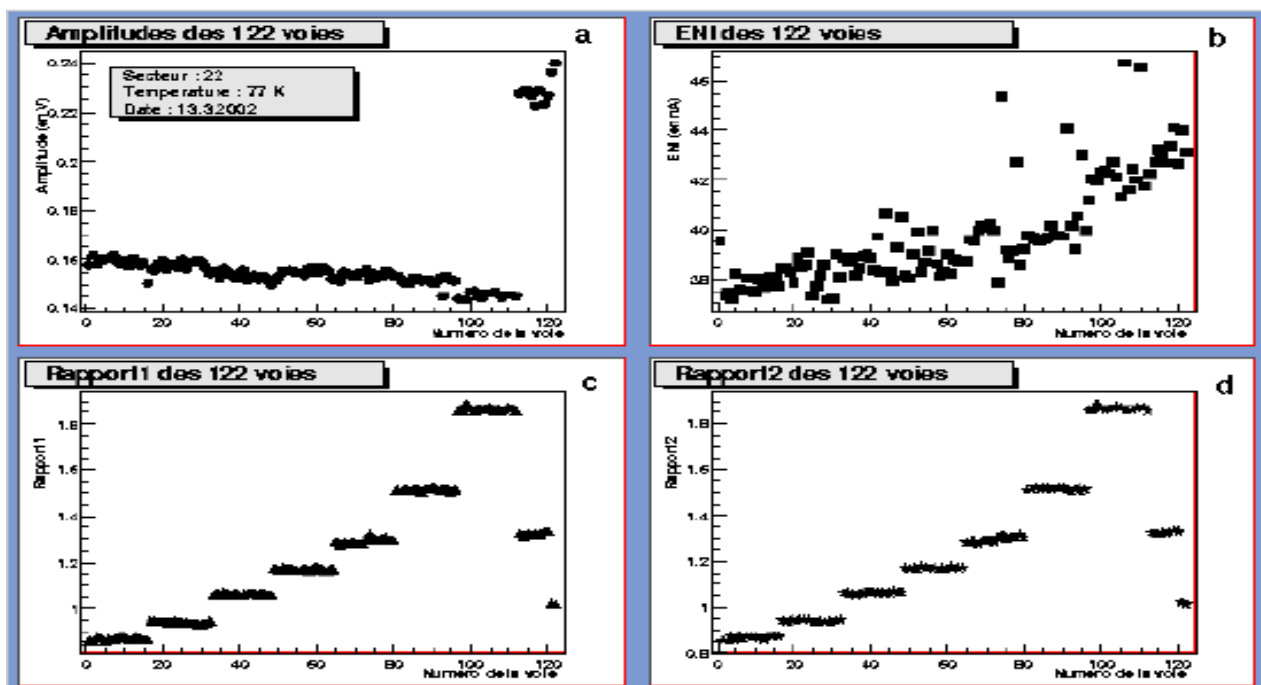 Amplitudes des 122 voies
a
Secteur : 22
Temperature : 77 K
Date : 13.3.2002
Amplitude (en V)
0.24
0.22
0.2
0.18
0.16
0.14
0 20 40 60 80 100 120
Numero de la voie
ENI des 122 voies
b
ENI (en nA)
46
44
42
40
38
20 40 60 80 100 120
Numero de la voie
Rapport1 des 122 voies
c
Rapport1
1.8
1.6
1.4
1.2
1
0 20 40 60 80 100 120
Numero de la voie
Rapport2 des 122 voies
d
Rapport2
1.8
1.6
1.4
1.2
1
0.8
20 40 60 80 100 120
Numero de la voie